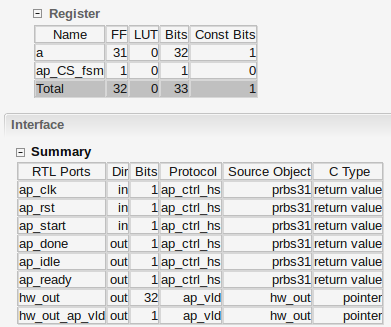 Register
Name FF LUT Bits Const Bits
a 31 0 32 1
ap_CS_fsm 1 0 1 0
Total 32 0 33 1
Interface
Summary
RTL Ports Dir Bits Protocol Source Object C Type
ap_clk in 1 ap_ctrl_hs prbs31 return value
ap_rst in 1 ap_ctrl_hs prbs31 return value
ap_start in 1 ap_ctrl_hs prbs31 return value
ap_done out 1 ap_ctrl_hs prbs31 return value
ap_idle out 1 ap_ctrl_hs prbs31 return value
ap_ready out 1 ap_ctrl_hs prbs31 return value
hw_out out 32 ap_vld hw_out pointer
hw_out_ap_vld out 1 ap_vld hw_out pointer